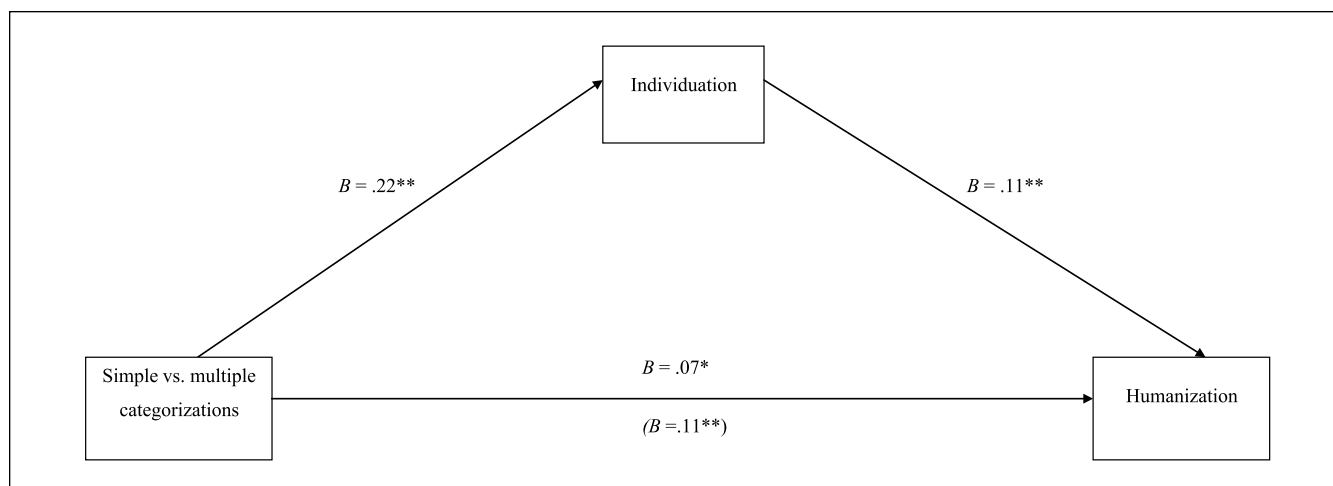 Individuation
B = .22**
B = .11**
Simple vs. multiple
categorizations
B = .07*
(B =.11**)
Humanization